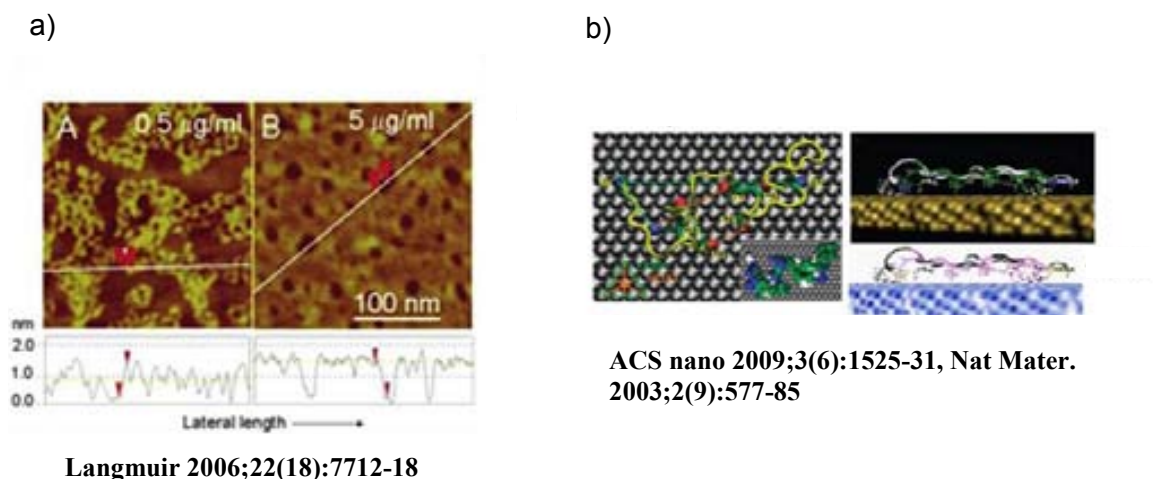 a)
b)
A
0.5 µg/ml
B
5 µg/ml
100 nm
nm
2.0
1.0
0.0
Lateral length
Langmuir 2006;22(18):7712-18
ACS nano 2009;3(6):1525-31, Nat Mater.
2003;2(9):577-85